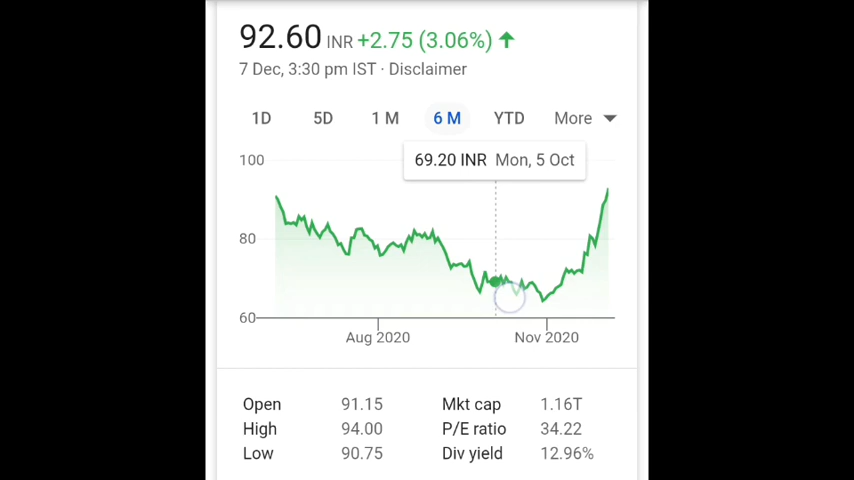 92.60 INR +2.75 (3.06%)
7 Dec, 3:30 pm IST · Disclaimer
1D 5D 1 M 6 M YTD More
69.20 INR Mon, 5 Oct
100
80
60
Aug 2020 Nov 2020
Open 91.15 Mkt cap 1.16T
High 94.00 P/E ratio 34.22
Low 90.75 Div yield 12.96%